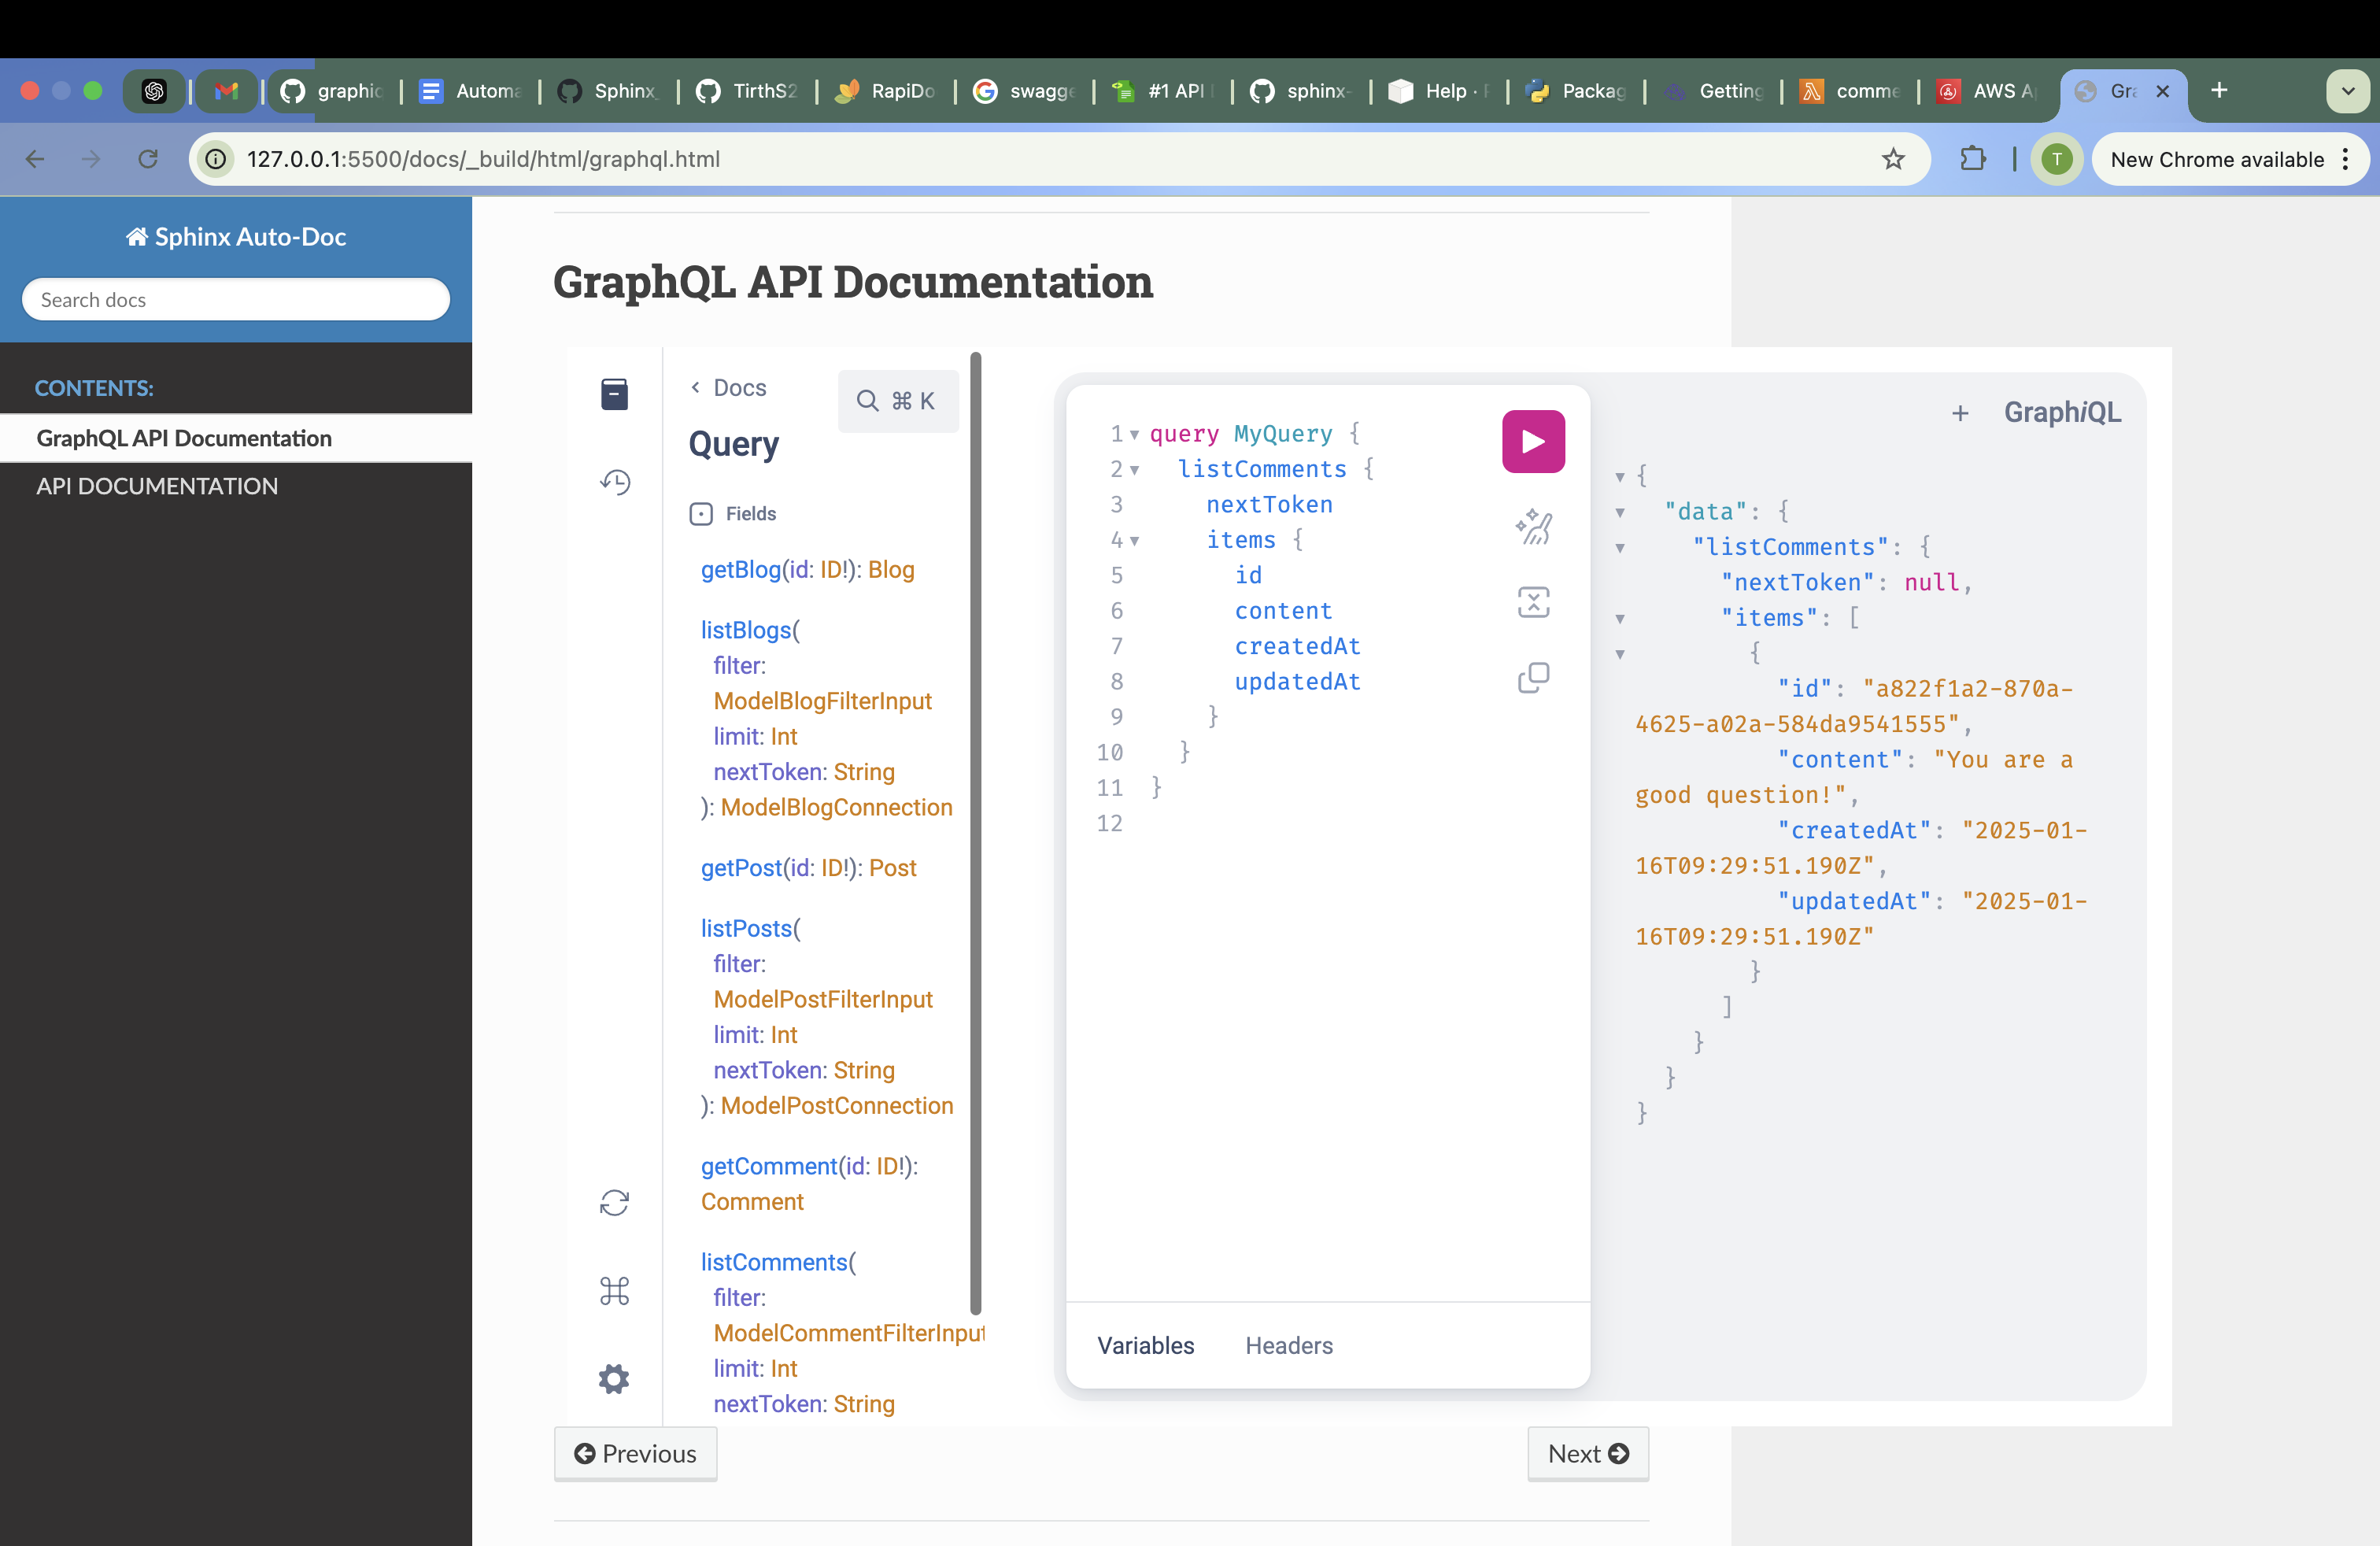 graphic
Automa
Sphinx_
TirthS2
RapiDo
swagge
#1 API
sphinx-
Help ·
Packag
Getting
comme
AWS A
Gra
127.0.0.1:5500/docs/_build/html/graphql.html
T
New Chrome available
Sphinx Auto-Doc
Search docs
CONTENTS:
GraphQL API Documentation
API DOCUMENTATION
GraphQL API Documentation
Docs
⌘ K
Query
Fields
getBlog(id: ID!): Blog
listBlogs(
filter:
ModelBlogFilterInput
limit: Int
nextToken: String
): ModelBlogConnection
getPost(id: ID!): Post
listPosts(
filter:
ModelPostFilterInput
limit: Int
nextToken: String
): ModelPostConnection
getComment(id: ID!):
Comment
listComments(
filter:
ModelCommentFilterInput
limit: Int
nextToken: String
1 query MyQuery {
2 listComments {
3 nextToken
4 items {
5 id
6 content
7 createdAt
8 updatedAt
9 }
10 }
11 }
12
Variables Headers
+ GraphiQL
{
"data": {
"listComments": {
"nextToken": null,
"items": [
{
"id": "a822f1a2-870a-
4625-a02a-584da9541555",
"content": "You are a
good question!",
"createdAt": "2025-01-
16T09:29:51.190Z",
"updatedAt": "2025-01-
16T09:29:51.190Z"
}
]
}
}
}
Previous
Next